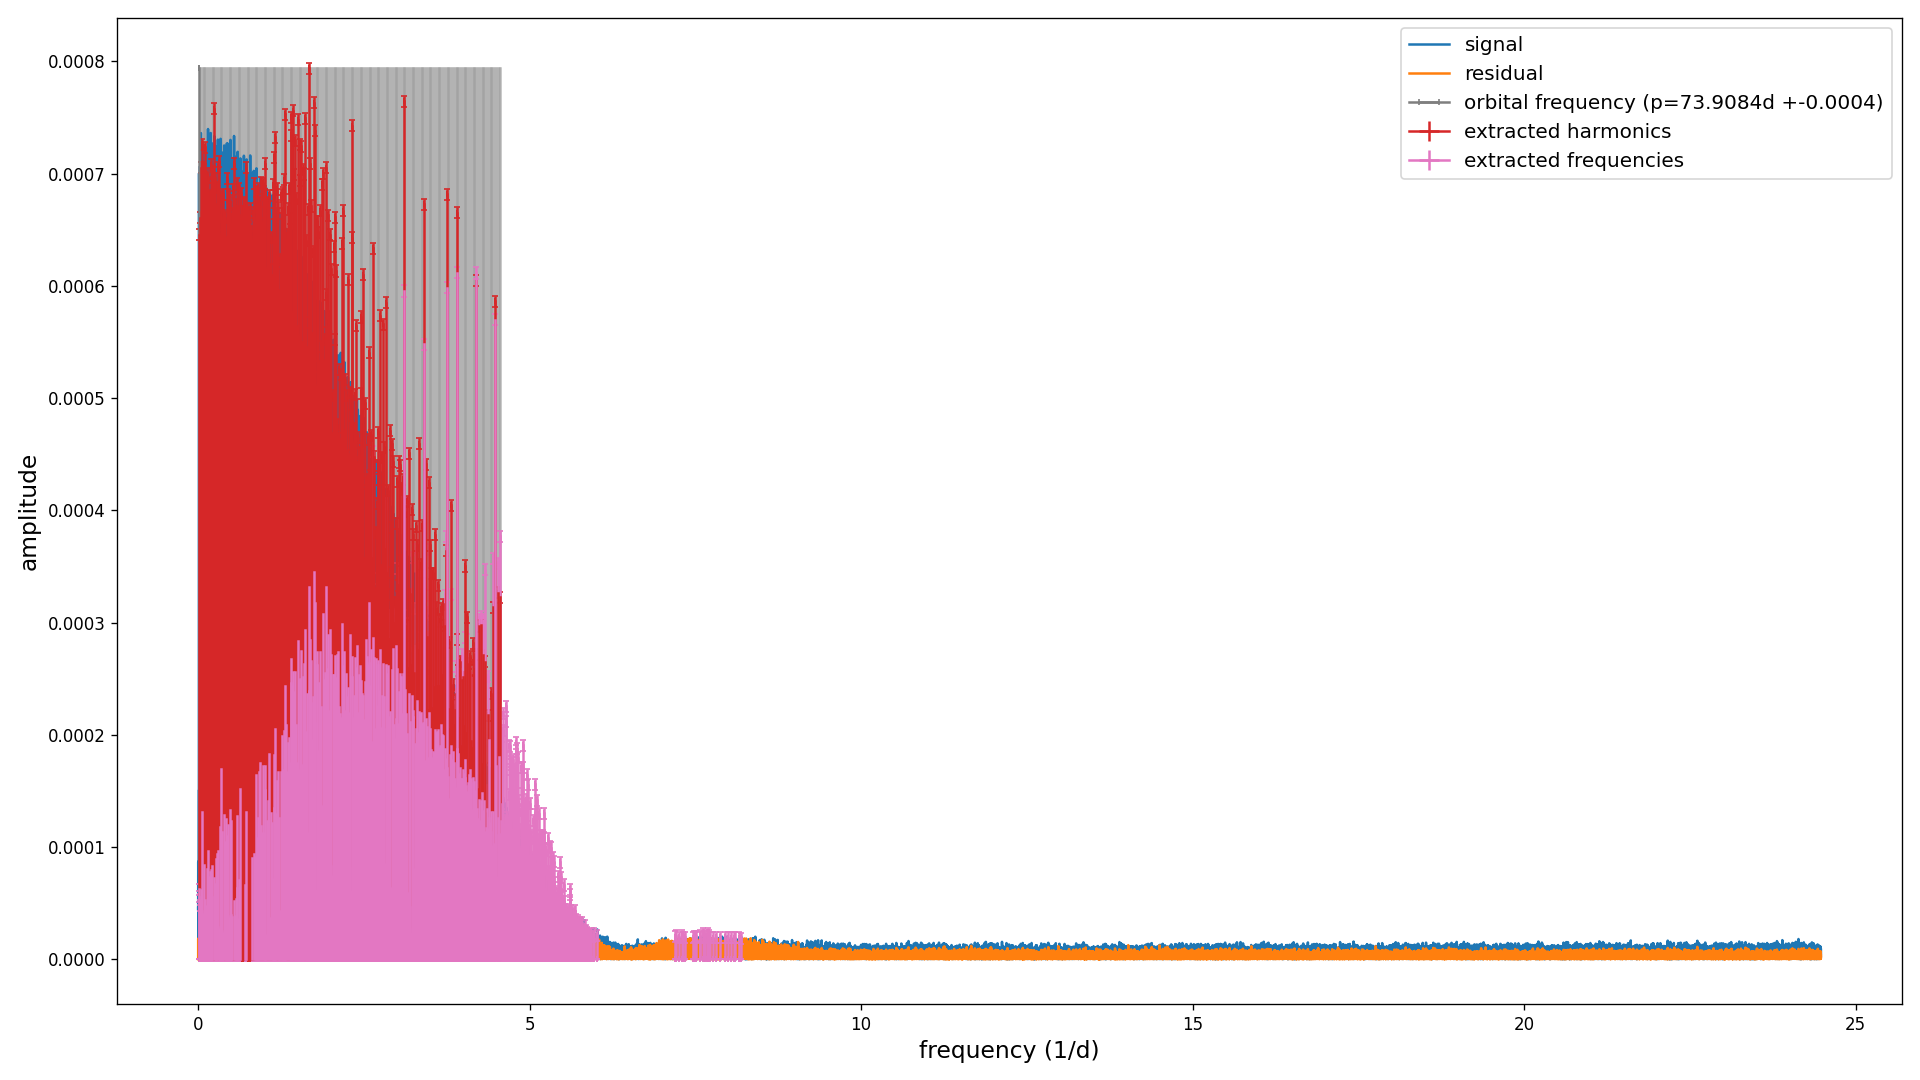 signal
residual
orbital frequency (p=73.9084d +-0.0004)
extracted harmonics
extracted frequencies
amplitude
0.0008
0.0007
0.0006
0.0005
0.0004
0.0003
0.0002
0.0001
0.0000
0 5 10 15 20 25
frequency (1/d)